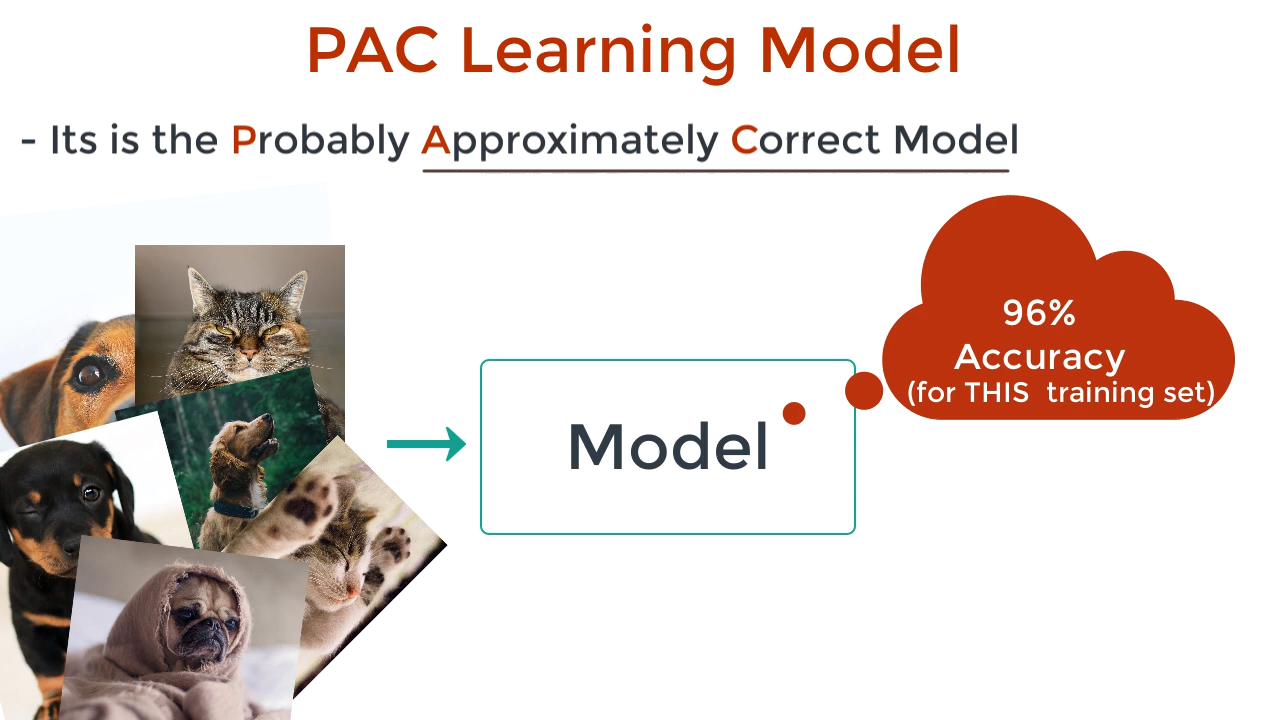 PAC Learning Model
- Its is the Probably Approximately Correct Model
96%
Accuracy
(for THIS training set)
Model